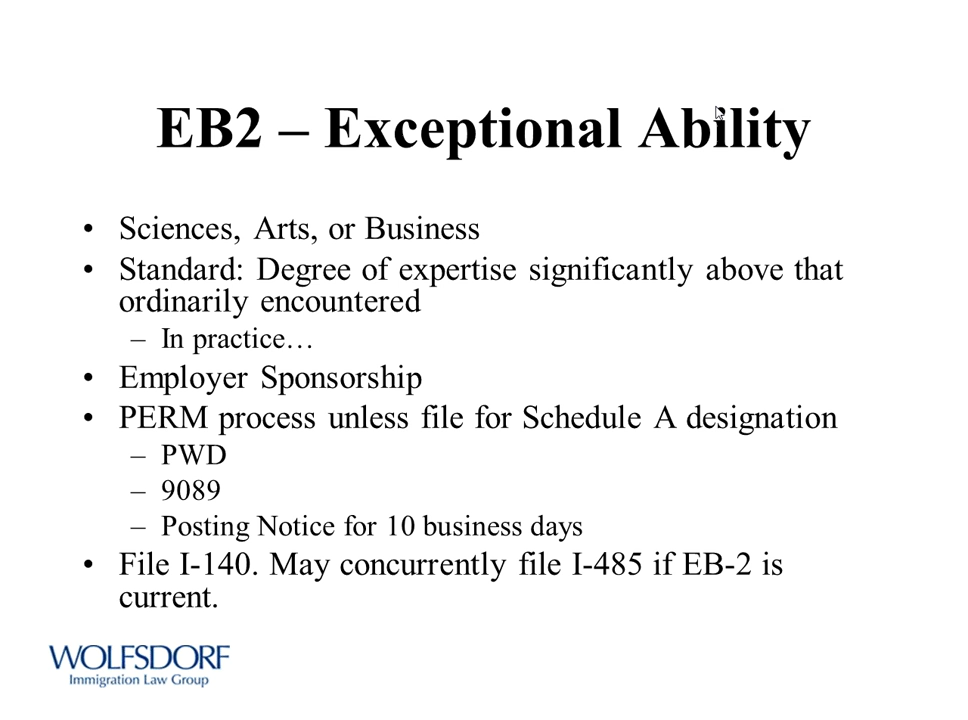 EB2 – Exceptional Ability
• Sciences, Arts, or Business
• Standard: Degree of expertise significantly above that
ordinarily encountered
– In practice…
• Employer Sponsorship
• PERM process unless file for Schedule A designation
– PWD
– 9089
– Posting Notice for 10 business days
• File I-140. May concurrently file I-485 if EB-2 is
current.
WOLFSDORF
Immigration Law Group